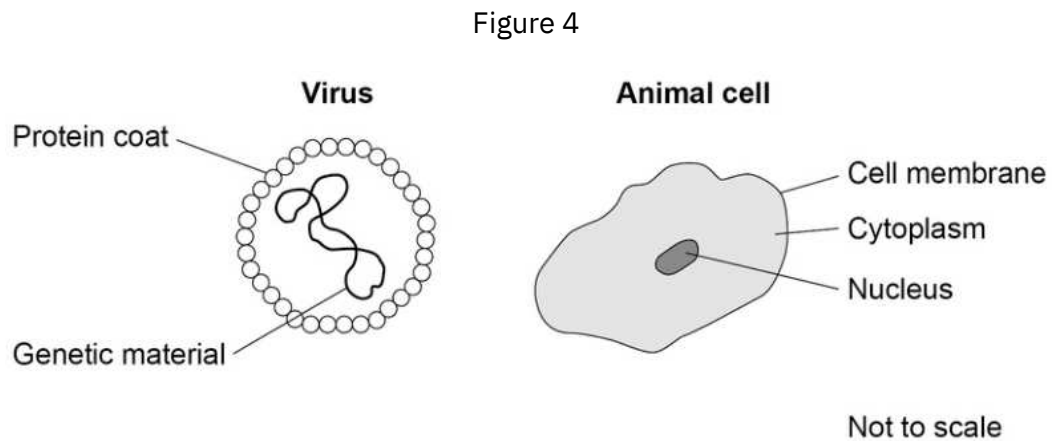 Figure 4
Virus
Animal cell
Protein coat
Genetic material
Cell membrane
Cytoplasm
Nucleus
Not to scale